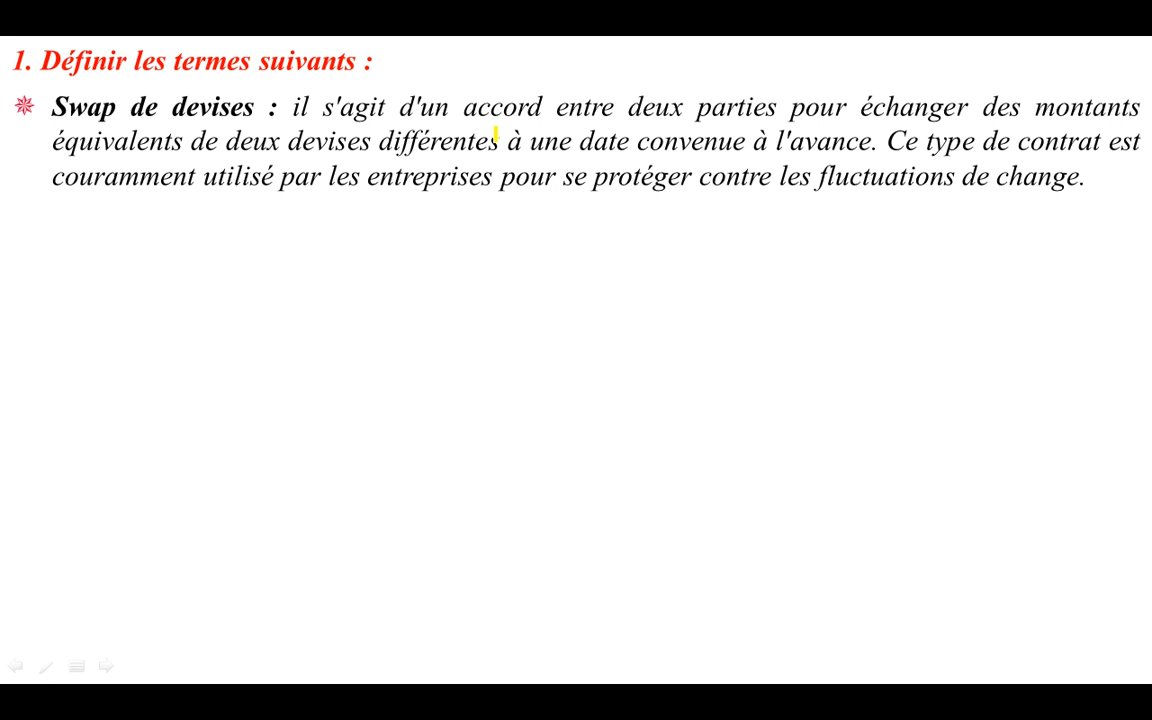 1. Définir les termes suivants :
Swap de devises : il s'agit d'un accord entre deux parties pour échanger des montants
équivalents de deux devises différentes à une date convenue à l'avance. Ce type de contrat est
couramment utilisé par les entreprises pour se protéger contre les fluctuations de change.